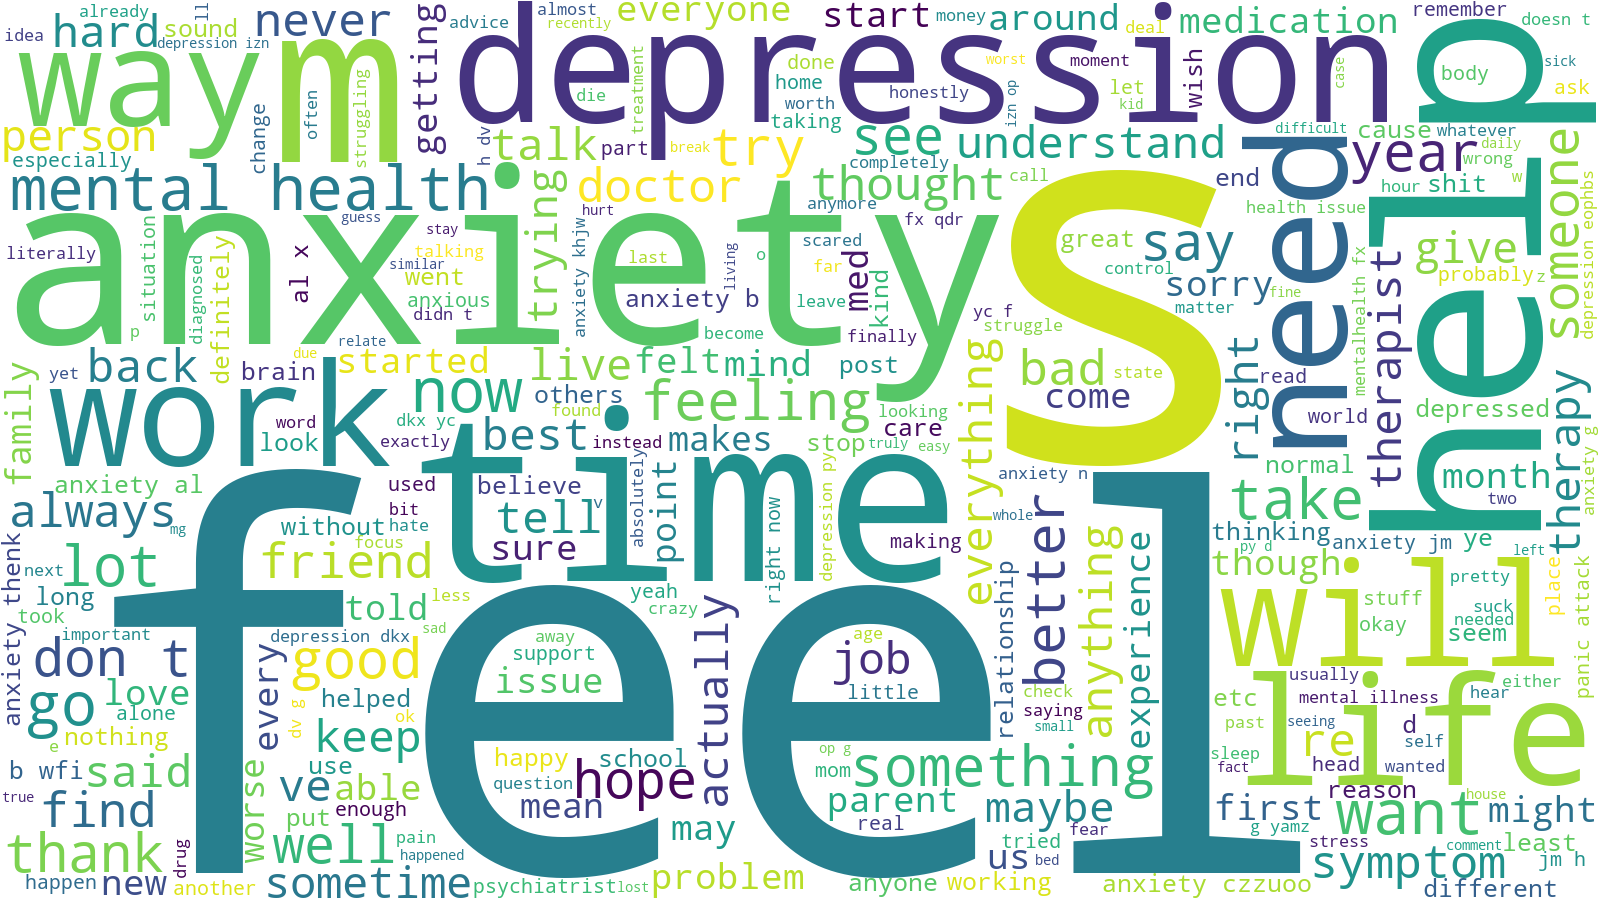 idea
already
hard
sound
ll
depression izn
way
m
never
often
change
struggling
getting
advice
almost
recently
depression
everyone
treatment
die
done
home
worth
taking
honestly
start
money
around
deal
moment
worst
izn op
let
kid
wish
medication
case
remember
doesn t
sick
body
ask
help
person
especially
mental health
h dv
talk
part
break
try
doctor
see
completely
understand
difficult
cause
whatever
daily
wrong
w
year
hour
shit
someone
need
literally
situation
diagnosed
definitely
al x
guess
anxiety
stay
talking
similar
went
anxious
didn t
trying
hurt
anxiety khjw
last
anxiety b
living
become
anymore
scared
far
leave
o
thought
fx qdr
med
kind
finally
call
great
control
s
say
end
sorry
matter
fine
health issue
mentalhealth fx
therapist
give
probably
z
depression eophbs
p
relate
yc f
struggle
family
yet
back
brain
due
started
live
felt
mind
post
others
found
work
word
look
exactly
now
dkx yc
best
instead
feeling
makes
looking
care
truly
easy
stop
everything
bad
state
come
right
read
world
depressed
normal
month
two
therapy
anxiety g
anxiety al
used
bit
hate
without
focus
always
mg
believe
time
tell
sure
v
absolutely
point
right now
depression py
making
anxiety n
whole
better
take
thinking
anxiety jm
ye
py d
left
anxiety thenk
next
lot
long
took
important
friend
told
less
sad
yeah
crazy
feel
actually
relationship
anything
experience
though
will
stuff
okay
pretty
suck
needed
seem
place
panic attack
don t
go
love
alone
nothing
e
every
depression dkx
good
dv go
helped
ok
keep
away
support
issue
age
job
little
check
saying
small
usually
life
etc
past
mental illness
seeing
hear
either
d
re
self
head
wanted
sleep
fact
b wfi
said
true
find
worse
use
ve
able
put
enough
happy
question
school
hope
mean
op g
mom
something
parent
real
maybe
fear
tried
first
reason
g yamz
stress
want
house
might
comment
least
thank
drug
happen
new
another
well
pain
happened
sometime
psychiatrist
lost
may
problem
anyone
working
us
bed
anxiety czzuoo
symptom
jm h
different